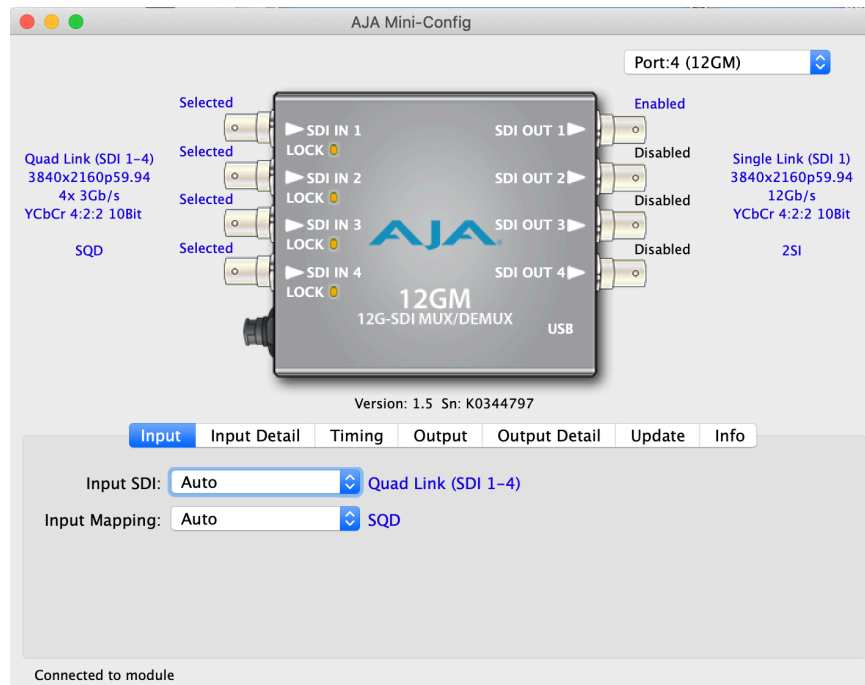 AJA Mini-Config
Port:4 (12GM)
Selected
Enabled
SDI IN 1
SDI OUT 1
LOCK
Quad Link (SDI 1-4)
3840x2160p59.94
4x 3Gb/s
YCbCr 4:2:2 10Bit
SQD
Selected
Disabled
SDI IN 2
SDI OUT 2
LOCK
Single Link (SDI 1)
3840x2160p59.94
12Gb/s
YCbCr 4:2:2 10Bit
2SI
Selected
Disabled
SDI IN 3
SDI OUT 3
LOCK
AJA
Selected
Disabled
SDI IN 4
SDI OUT 4
LOCK
12GM
12G-SDI MUX/DEMUX
USB
Version: 1.5 Sn: K0344797
Input Input Detail Timing Output Output Detail Update Info
Input SDI: Auto Quad Link (SDI 1-4)
Input Mapping: Auto SQD
Connected to module